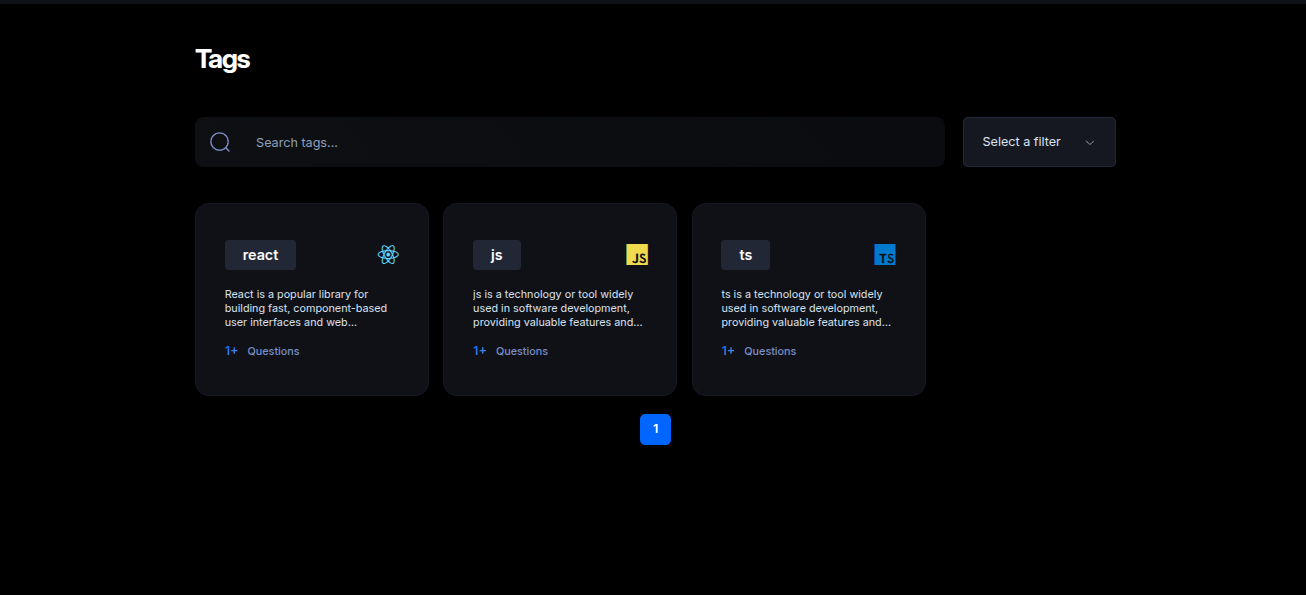 Tags
Search tags...
Select a filter
react
React is a popular library for
building fast, component-based
user interfaces and web...
1+ Questions
js
JS
js is a technology or tool widely
used in software development,
providing valuable features and...
1+ Questions
ts
TS
ts is a technology or tool widely
used in software development,
providing valuable features and...
1+ Questions
1